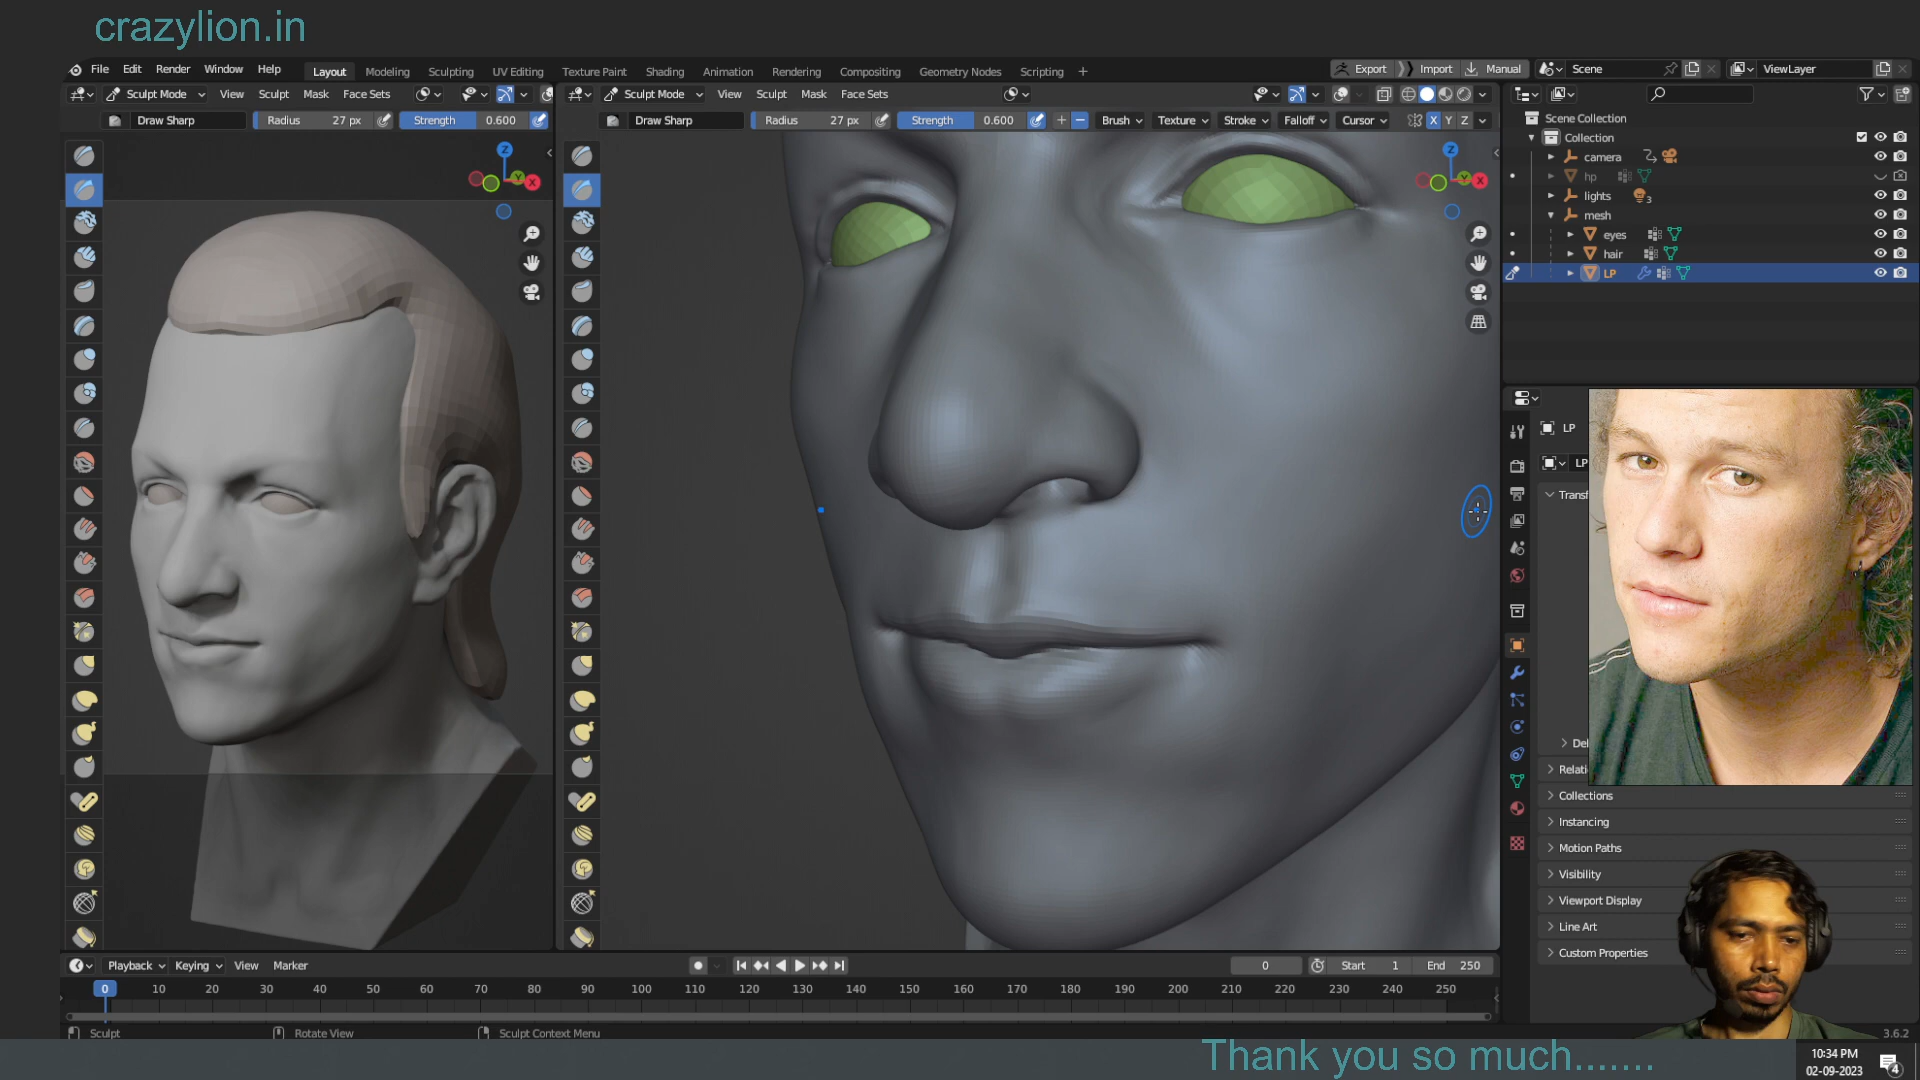 crazylion.in
File Edit Render Window Help Layout Modeling Sculpting UV Editing Texture Paint Shading Animation Rendering Compositing Geometry Nodes Scripting + Export Import Manual Scene ViewLayer
Sculpt Mode View Sculpt Mask Face Sets Sculpt Mode View Sculpt Mask Face Sets
Draw Sharp Radius 27 px Strength 0.600 Draw Sharp Radius 27 px Strength 0.600 Brush Texture Stroke Falloff Cursor X Y Z
Scene Collection
Collection
camera
hp
lights 3
mesh
eyes
hair
LP
Z Y X
Z Y X
LP
LP
Transf
Del
Relati
Collections
Instancing
Motion Paths
Visibility
Viewport Display
Line Art
Custom Properties
Playback Keying View Marker 0 Start 1 End 250
0 10 20 30 40 50 60 70 80 90 100 110 120 130 140 150 160 170 180 190 200 210 220 230 240 250
Sculpt Rotate View Sculpt Context Menu 3.6.2
Thank you so much.......
10:34 PM
02-09-2023
4